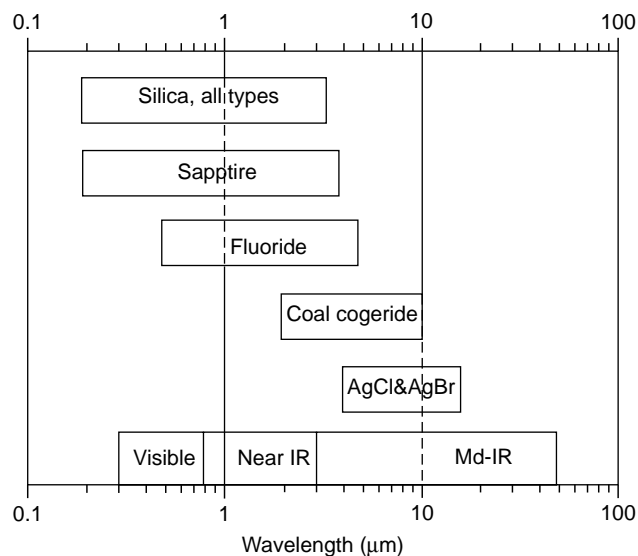 0.1 1 10 100
Silica, all types
Sapptire
Fluoride
Coal cogeride
AgCl&AgBr
Visible Near IR Md-IR
0.1 1 10 100
Wavelength (μm)